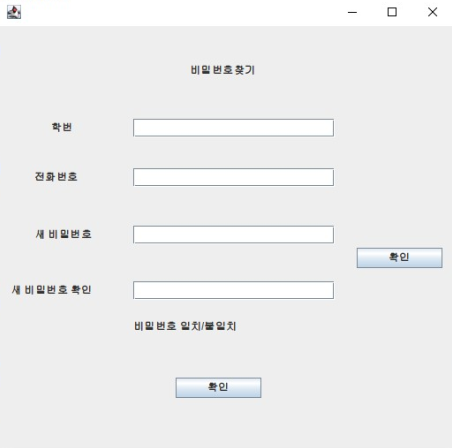 비밀번호찾기
학번
전화번호
새 비밀번호
확인
새 비밀번호 확인
비밀번호 일치/불일치
확인